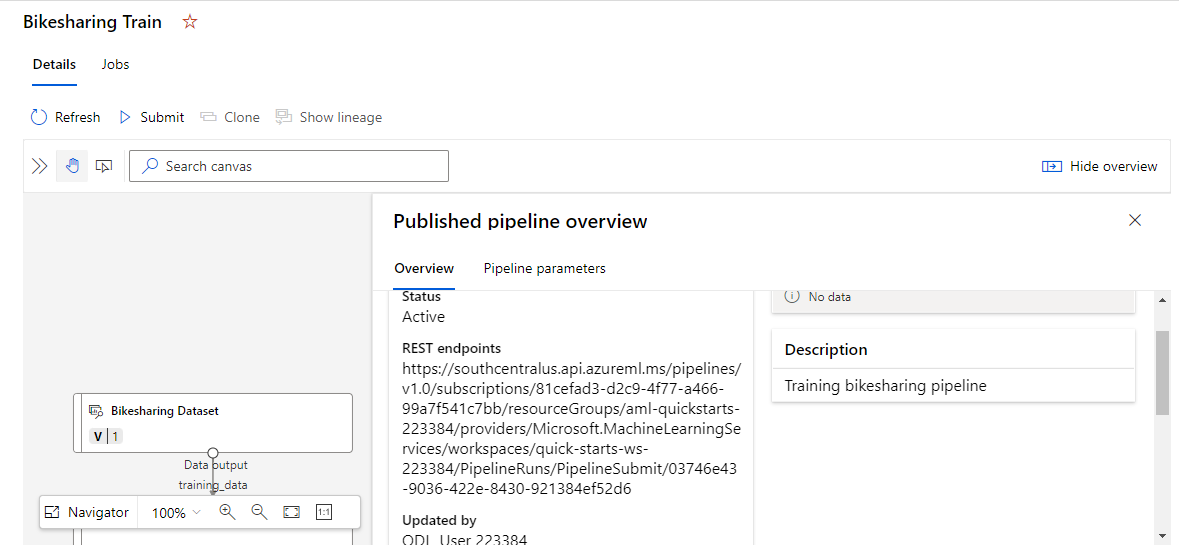 Bikesharing Train
Details Jobs
Refresh Submit Clone Show lineage
Search canvas
Hide overview
Published pipeline overview
Overview Pipeline parameters
Status
Active
REST endpoints
https://southcentralus.api.azureml.ms/pipelines/
v1.0/subscriptions/81cefad3-d2c9-4f77-a466-
99a7f541c7bb/resourceGroups/aml-quickstarts-
223384/providers/Microsoft.MachineLearningSe
rvices/workspaces/quick-starts-ws-
223384/PipelineRuns/PipelineSubmit/03746e43
-9036-422e-8430-921384ef52d6
Updated by
ODL_User 223384
No data
Description
Training bikesharing pipeline
Bikesharing Dataset
V 1
Data output
training_data
Navigator 100% 1:1